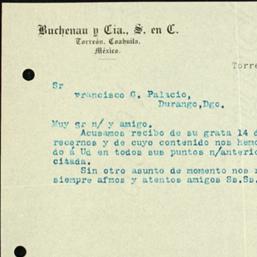 Buchenau y Cia., S. en C.
Torreón, Coahuila,
México.
Torre
Sr
Francisco G. Palacio,
Durango,Dgo.
Muy sr n/ y amigo.
Acusamos recibo de su grata 14 d
recernos y de cuyo contenido nos hemo
do á Ud en todos sus puntos n/anterio
citada.
Sin otro asunto de momento nos r
siempre afmos y atentos amigos Ss.Ss.